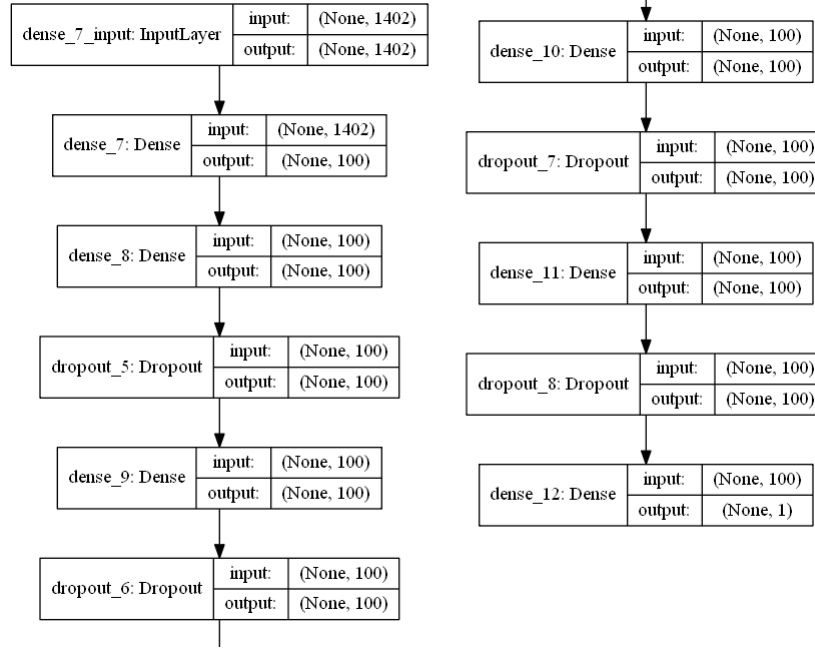 dense_7_input: InputLayer
input: (None, 1402)
output: (None, 1402)
dense_7: Dense
input: (None, 1402)
output: (None, 100)
dense_8: Dense
input: (None, 100)
output: (None, 100)
dropout_5: Dropout
input: (None, 100)
output: (None, 100)
dense_9: Dense
input: (None, 100)
output: (None, 100)
dropout_6: Dropout
input: (None, 100)
output: (None, 100)
dense_10: Dense
input: (None, 100)
output: (None, 100)
dropout_7: Dropout
input: (None, 100)
output: (None, 100)
dense_11: Dense
input: (None, 100)
output: (None, 100)
dropout_8: Dropout
input: (None, 100)
output: (None, 100)
dense_12: Dense
input: (None, 100)
output: (None, 1)